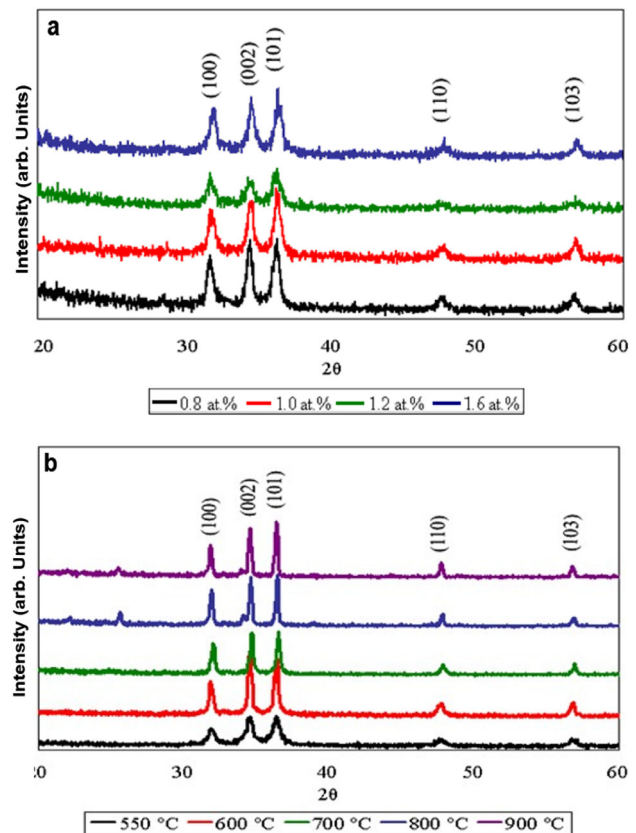 a
(100)
(002)
(101)
(110)
(103)
Intensity (arb. Units)
20 30 40 50 60
2θ
0.8 at.% 1.0 at.% 1.2 at.% 1.6 at.%
b
(100)
(002)
(101)
(110)
(103)
Intensity (arb. Units)
20 30 40 50 60
2θ
550 °C 600 °C 700 °C 800 °C 900 °C